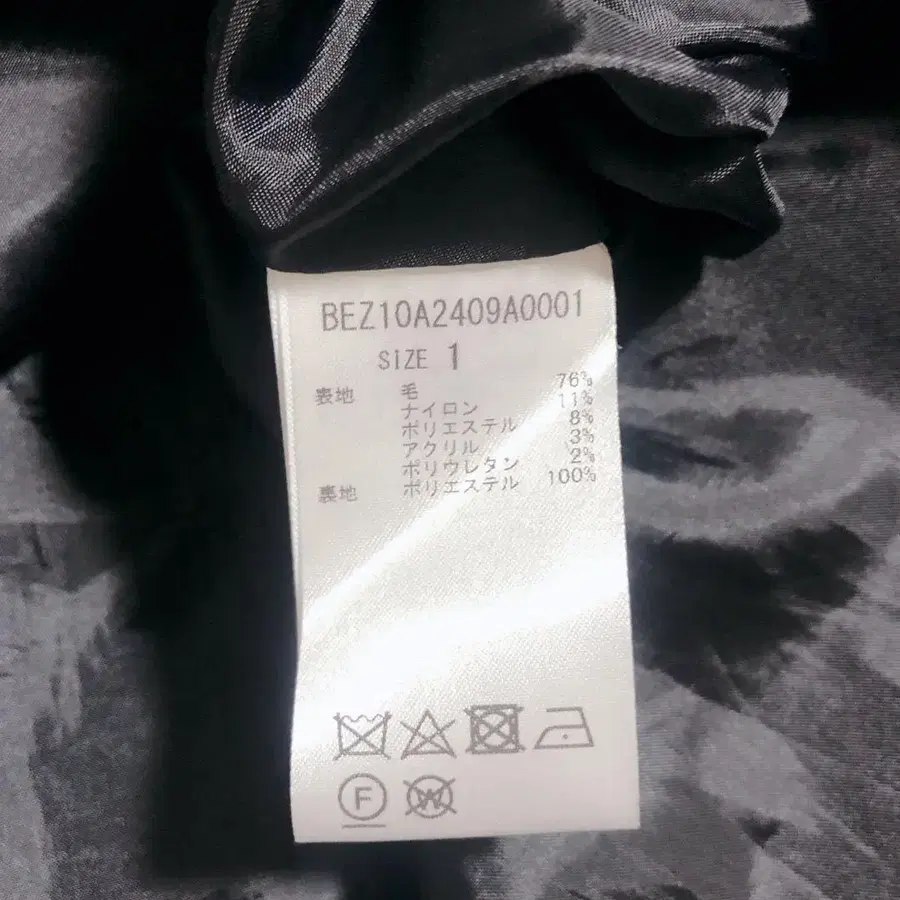 BEZ10A2409A0001
SIZE 1
表地 毛 76%
ナイロン 11%
ポリエステル 8%
アクリル 3%
ポリウレタン 2%
裏地 ポリエステル 100%
F W